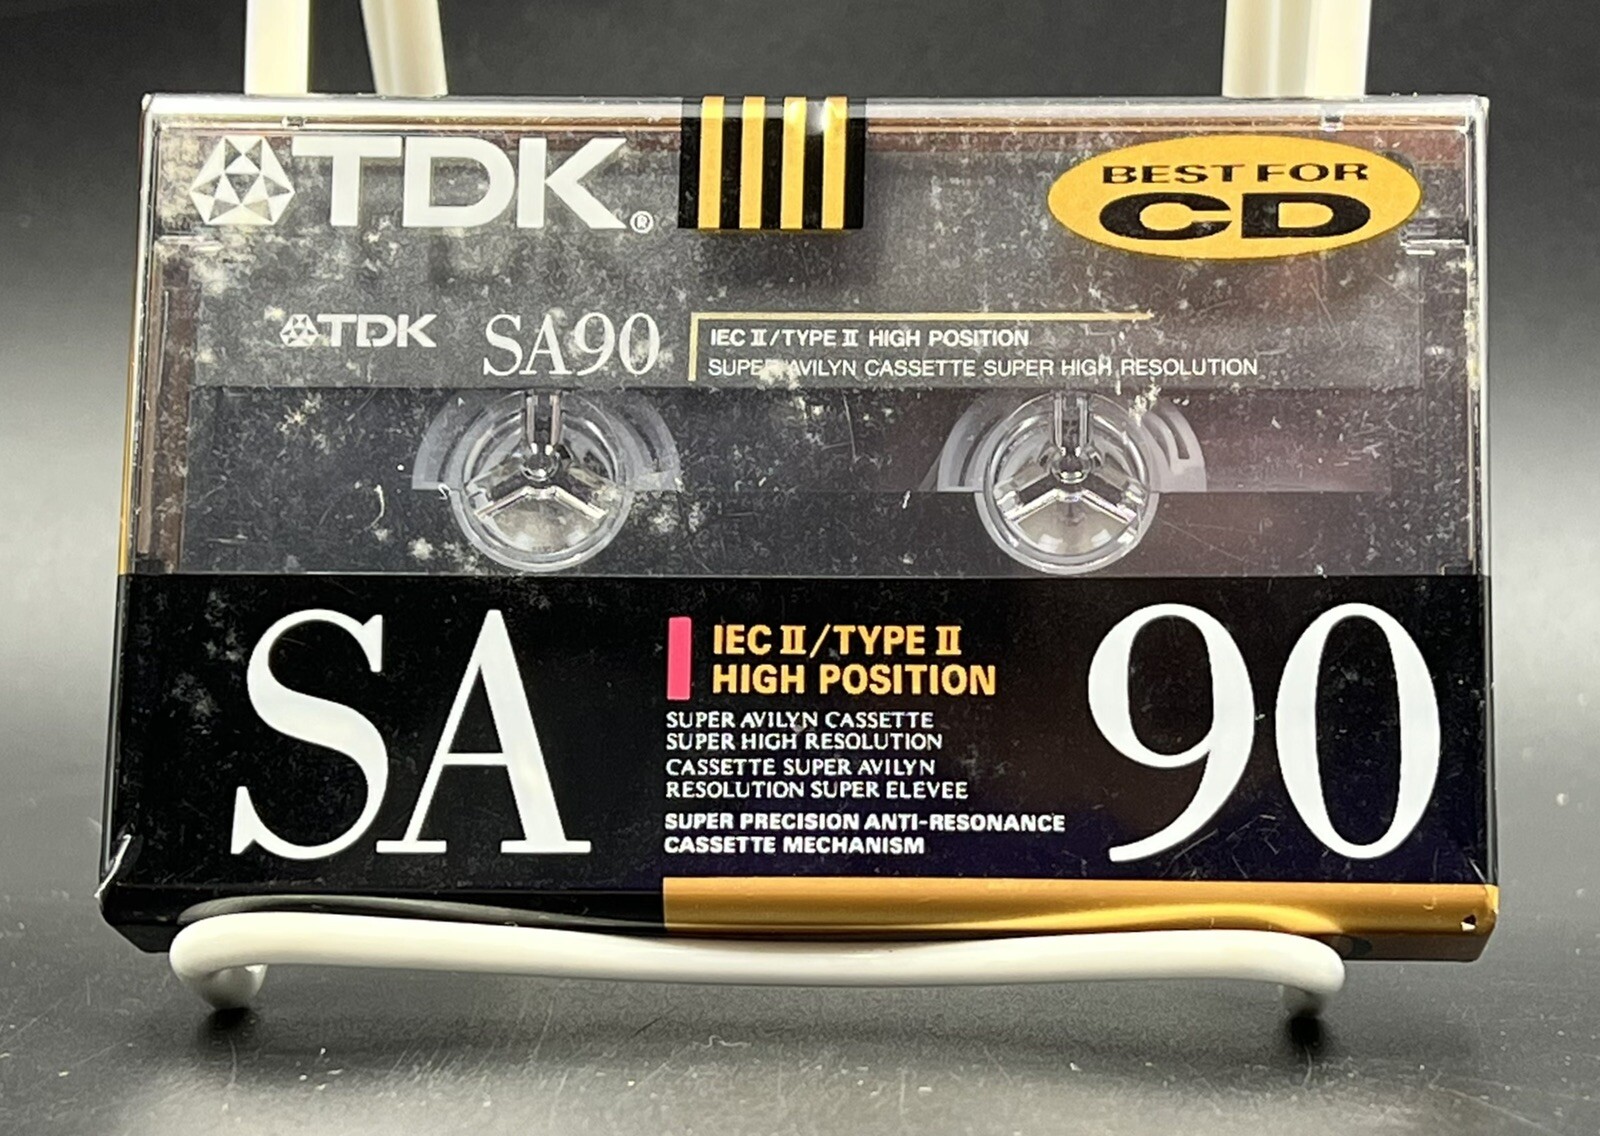 TDK®
BEST FOR
CD
TDK SA90 IEC II/TYPE II HIGH POSITION
SUPER AVILYN CASSETTE SUPER HIGH RESOLUTION
SA
IEC II/TYPE II
HIGH POSITION
SUPER AVILYN CASSETTE
SUPER HIGH RESOLUTION
CASSETTE SUPER AVILYN
RESOLUTION SUPER ELEVEE
SUPER PRECISION ANTI-RESONANCE
CASSETTE MECHANISM
90